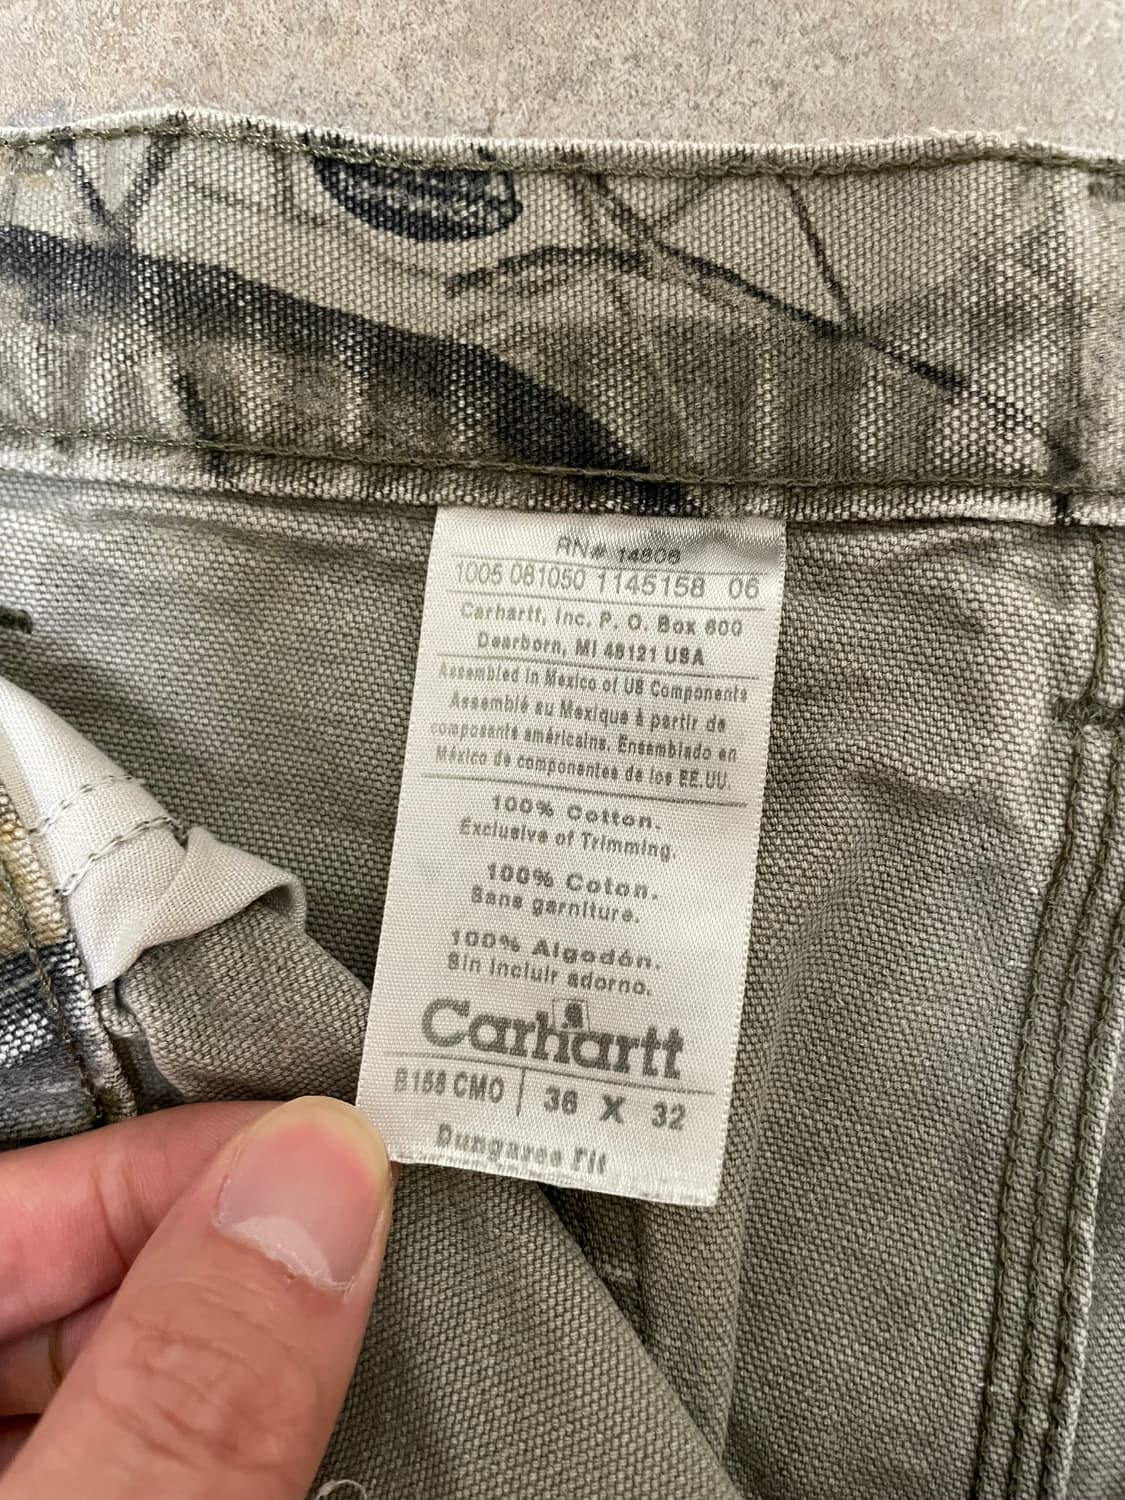 RN# 14806
1005 081050 1145158 06
Carhartt, Inc. P. O. Box 600
Dearborn, MI 48121 USA
Assembled in Mexico of US Components
Assemblé au Mexique à partir de
composants américains. Ensamblado en
México de componentes de los EE.UU.
100% Cotton.
Exclusive of Trimming.
100% Coton.
Sans garniture.
100% Algodón.
Sin incluir adorno.
Carhartt
B158 CMO 36 X 32
Dungaree Fit